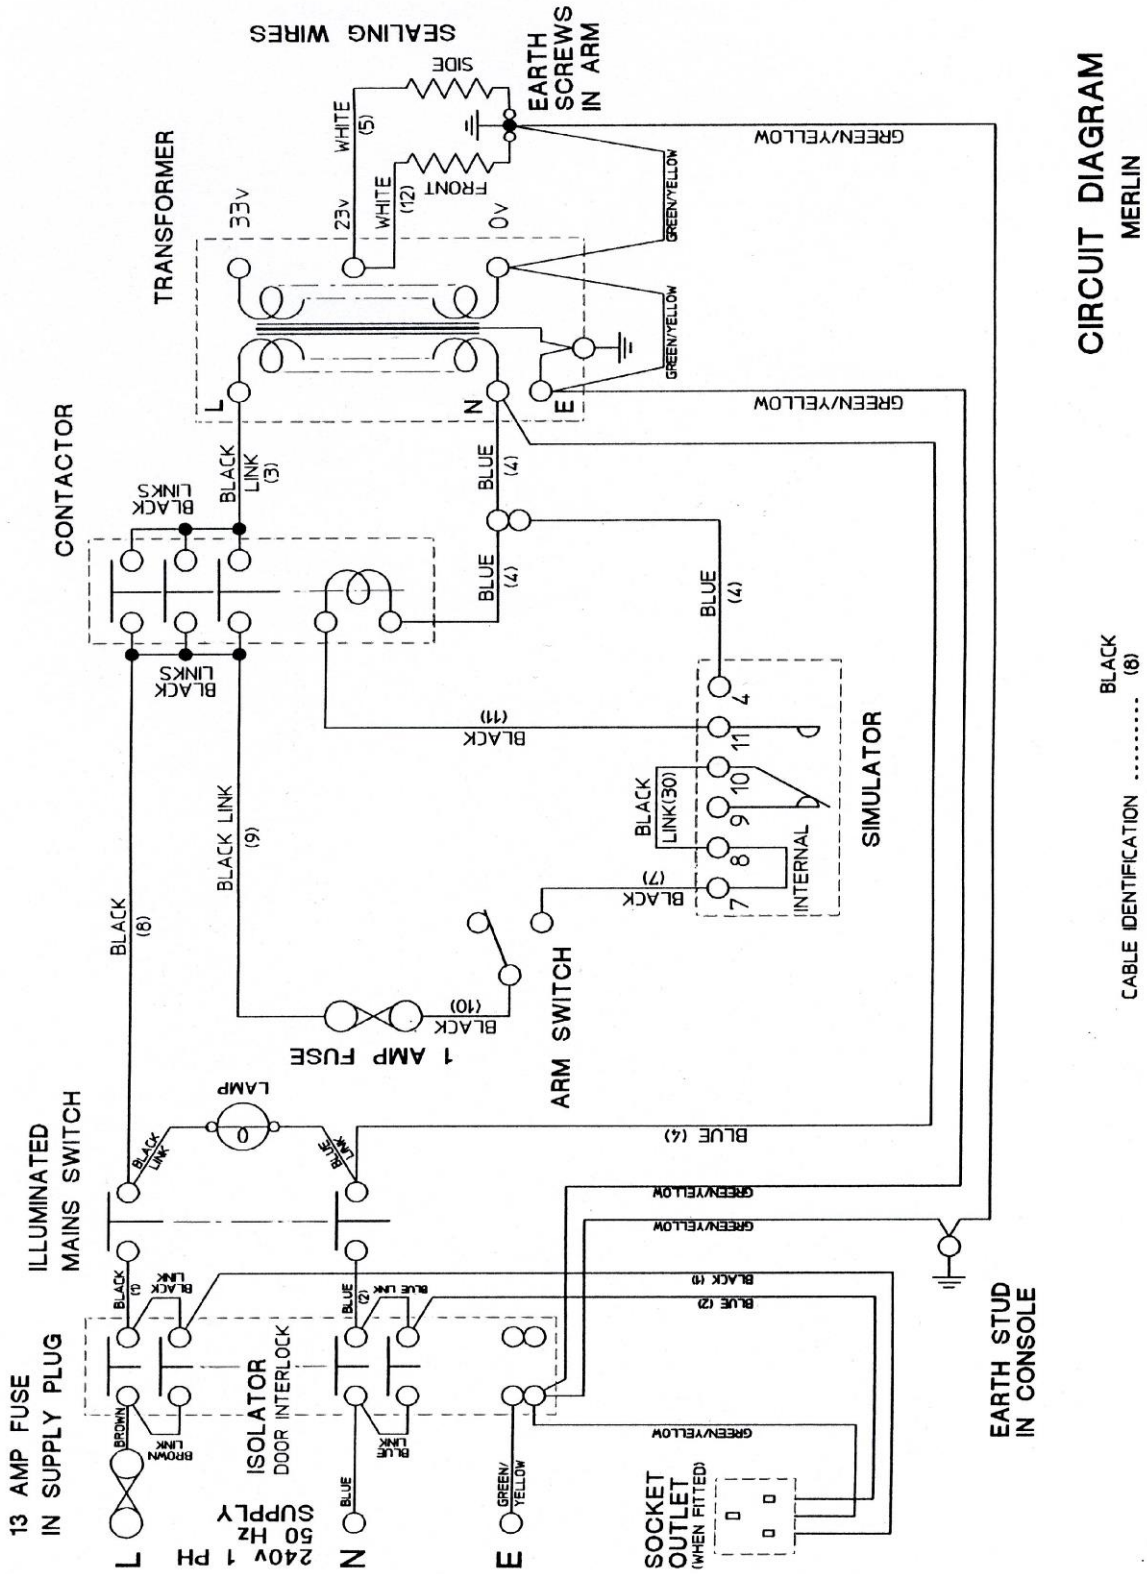 13 AMP FUSE
IN SUPPLY PLUG
ILLUMINATED
MAINS SWITCH
CONTACTOR
TRANSFORMER
SEALING WIRES
L
BROWN
BROWN
LINK
BLACK
(1)
BLACK
LINK
BLACK
LINK
LAMP
BLUE
LINK
BLACK
(8)
BLACK LINK
(9)
BLACK
LINKS
BLACK
LINKS
BLACK
LINK
(3)
L
33v
23v
WHITE
(5)
SIDE
WHITE
(12)
FRONT
0v
EARTH
SCREWS
IN ARM
240v 1 PH
50 Hz
SUPPLY
ISOLATOR
DOOR INTERLOCK
N
BLUE
BLUE
LINK
BLUE
(2)
BLUE LINK
1 AMP FUSE
BLACK
(10)
ARM SWITCH
BLUE
(4)
BLUE
(4)
N
E
BLACK
(11)
BLUE
(4)
BLACK
(7)
BLACK
LINK(30)
7
8
9
10
11
4
INTERNAL
SIMULATOR
GREEN/YELLOW
GREEN/YELLOW
GREEN/YELLOW
GREEN/YELLOW
E
GREEN/
YELLOW
GREEN/YELLOW
BLUE (2)
BLACK (1)
GREEN/YELLOW
GREEN/YELLOW
BLUE (4)
SOCKET
OUTLET
(WHEN FITTED)
EARTH STUD
IN CONSOLE
CABLE IDENTIFICATION ........ BLACK
(8)
CIRCUIT DIAGRAM
MERLIN